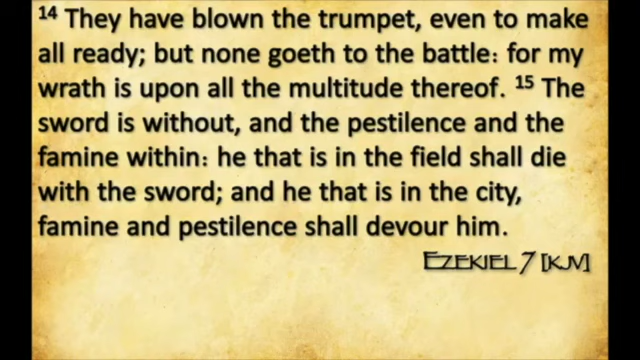 14 They have blown the trumpet, even to make
all ready; but none goeth to the battle: for my
wrath is upon all the multitude thereof. 15 The
sword is without, and the pestilence and the
famine within: he that is in the field shall die
with the sword; and he that is in the city,
famine and pestilence shall devour him.
EZEKIEL 7 [KJV]